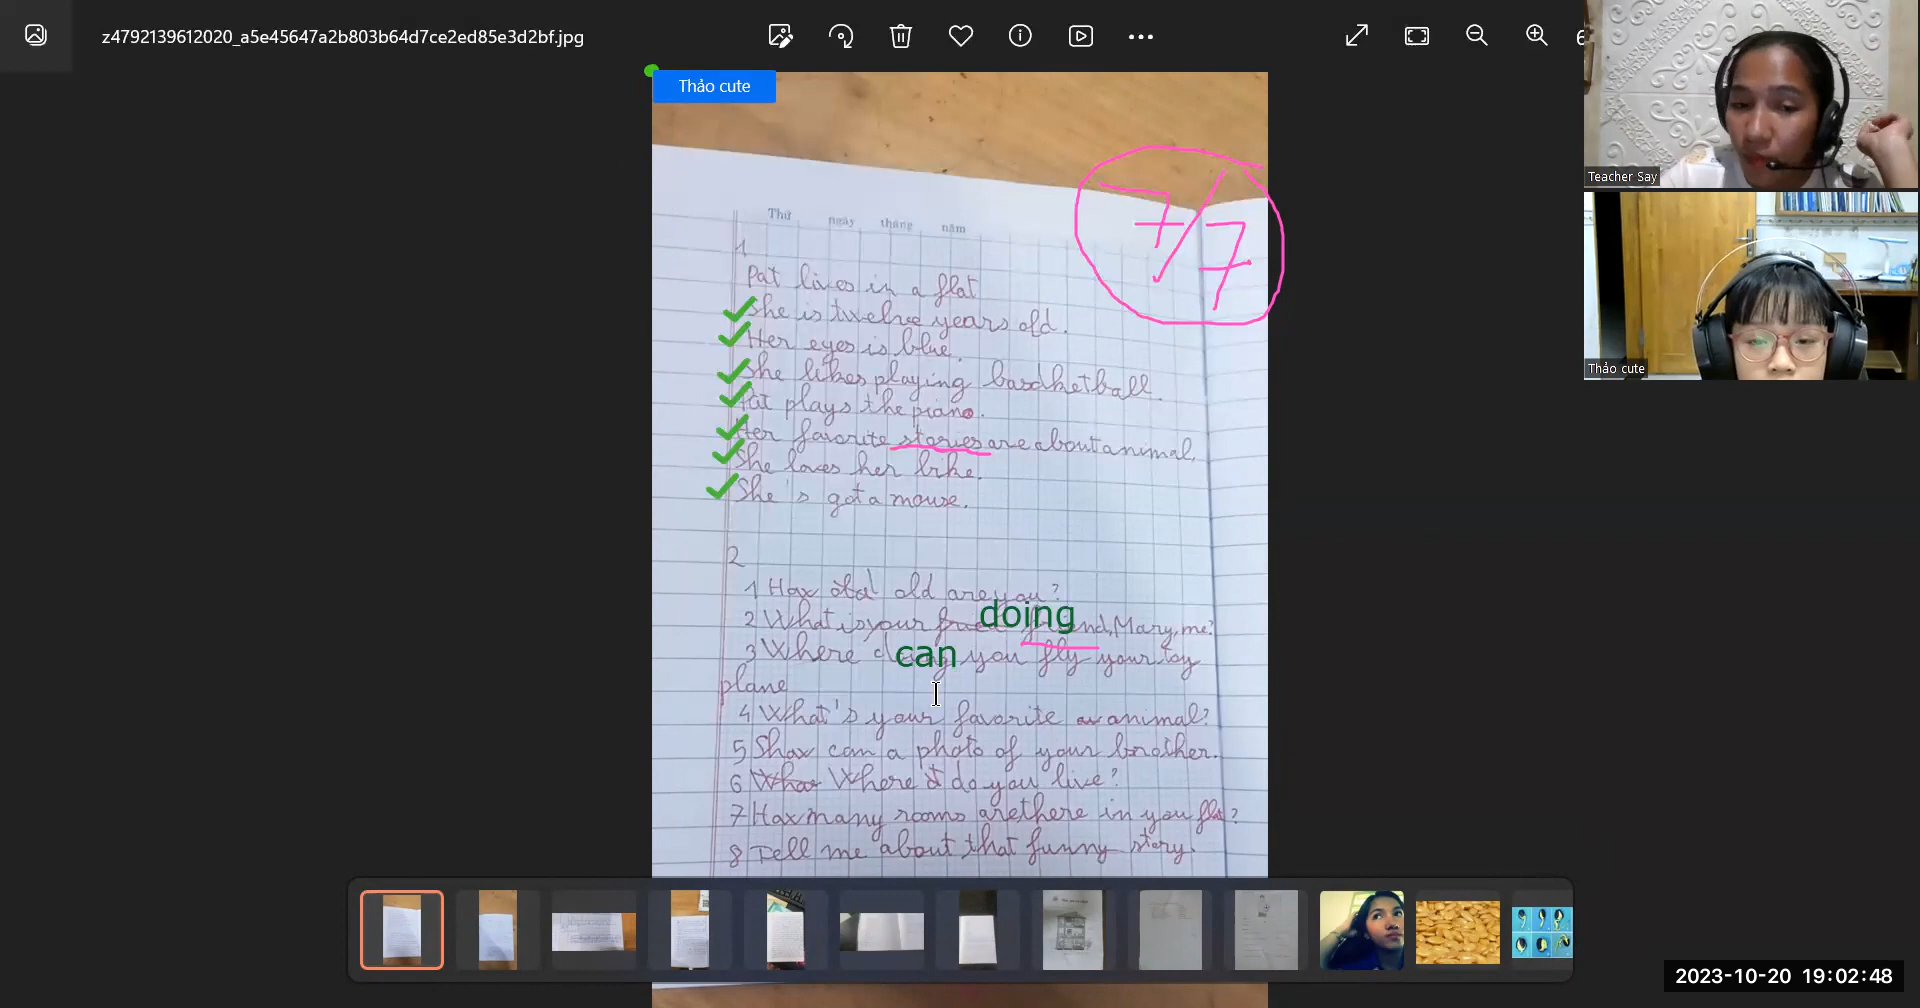 z4792139612020_a5e45647a2b803b64d7ce2ed85e3d2bf.jpg
Thảo cute
Teacher Say
Thảo cute
7/7
Thứ ngày tháng năm
1
Pat lives in a flat
She is twelve years old.
Her eyes is blue.
She likes playing basdketball.
Pat plays the piano.
Her favorite stories are about animal,
She loves her bike.
She's got a mouse.
2
1 How old are you?
doing
2 What is your friend, Mary, me?
can
3 Where you fly your toy
plane
4 What's your favorite animal?
5 Show can a photo of your brother.
6 Where do you live?
7 How many rooms are there in you flat?
8 Tell me about that funny story.
2023-10-20 19:02:48